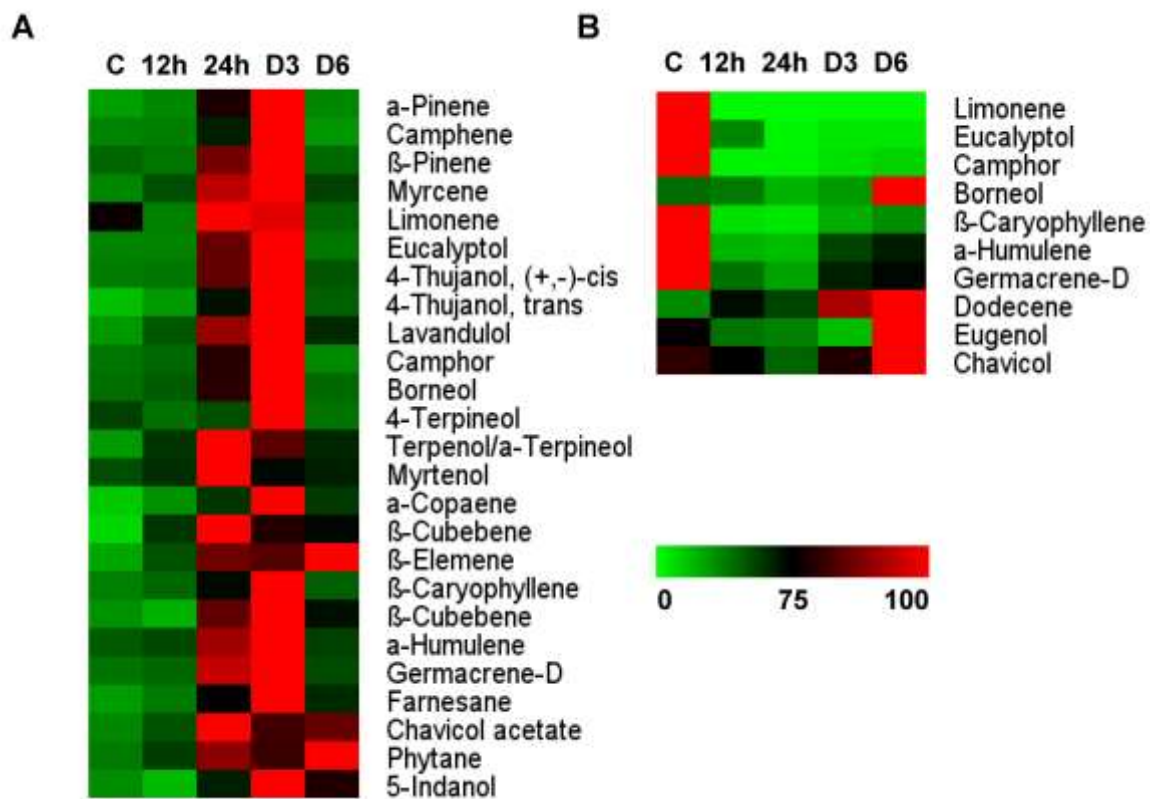 A
C 12h 24h D3 D6
a-Pinene
Camphene
ß-Pinene
Myrcene
Limonene
Eucalyptol
4-Thujanol, (+,-)-cis
4-Thujanol, trans
Lavandulol
Camphor
Borneol
4-Terpineol
Terpenol/a-Terpineol
Myrtenol
a-Copaene
ß-Cubebene
ß-Elemene
ß-Caryophyllene
ß-Cubebene
a-Humulene
Germacrene-D
Farnesane
Chavicol acetate
Phytane
5-Indanol
B
C 12h 24h D3 D6
Limonene
Eucalyptol
Camphor
Borneol
ß-Caryophyllene
a-Humulene
Germacrene-D
Dodecene
Eugenol
Chavicol
0 75 100